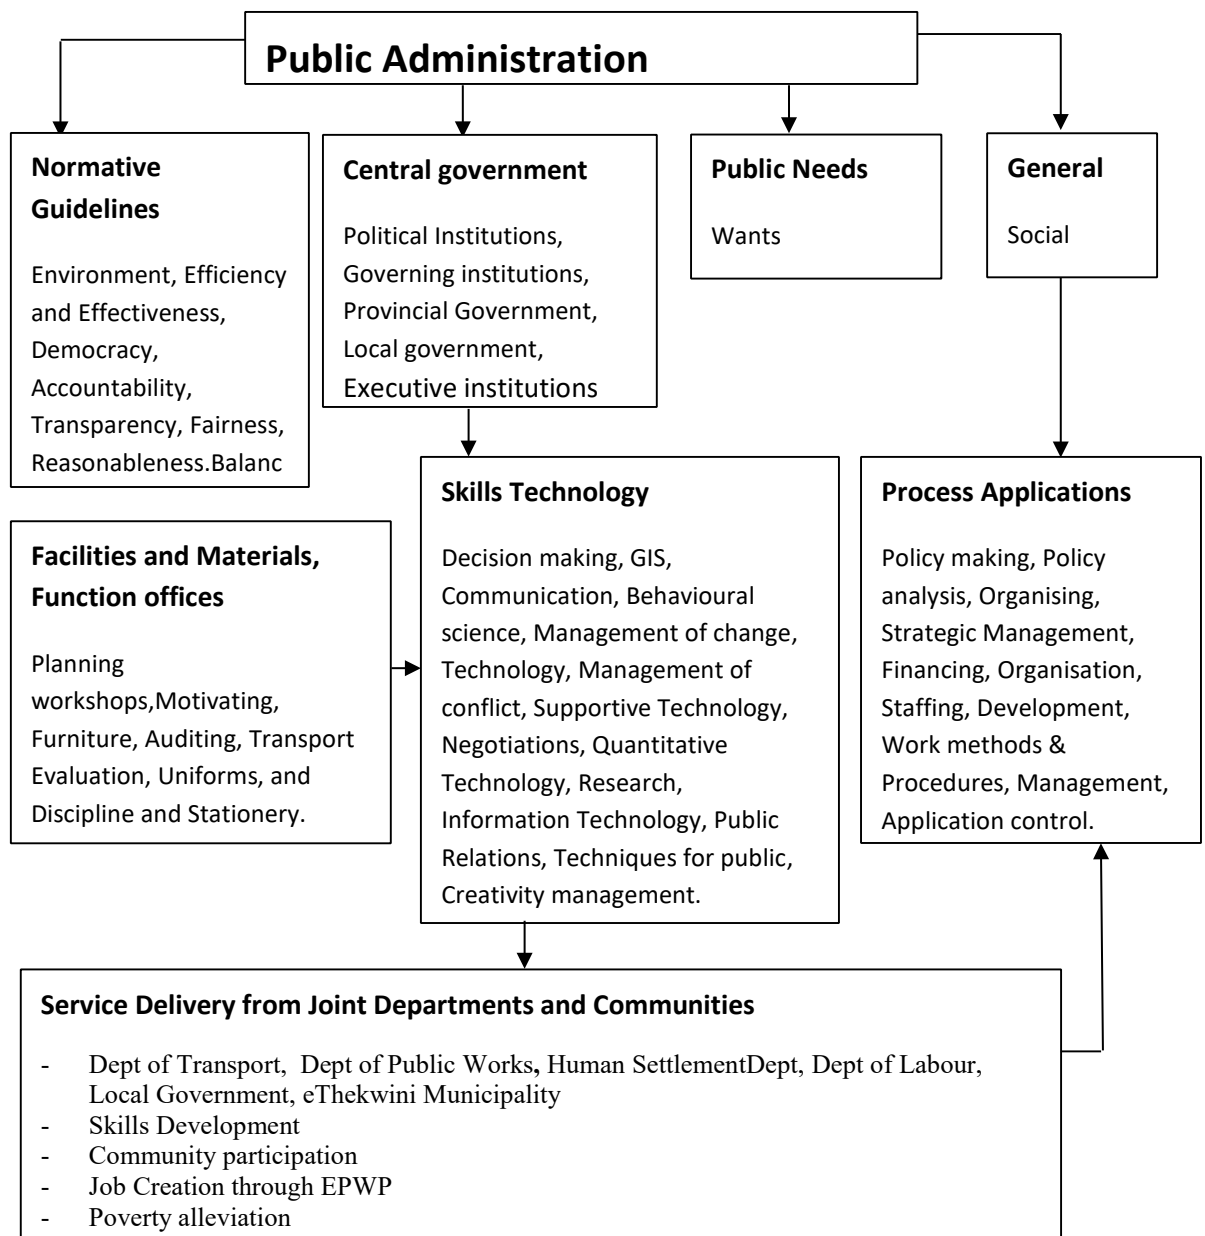 Public Administration
Normative
Guidelines
Environment, Efficiency
and Effectiveness,
Democracy,
Accountability,
Transparency, Fairness,
Reasonableness.Balanc
Central government
Political Institutions,
Governing institutions,
Provincial Government,
Local government,
Executive institutions
Public Needs
Wants
General
Social
Facilities and Materials,
Function offices
Planning
workshops,Motivating,
Furniture, Auditing, Transport
Evaluation, Uniforms, and
Discipline and Stationery.
Skills Technology
Decision making, GIS,
Communication, Behavioural
science, Management of change,
Technology, Management of
conflict, Supportive Technology,
Negotiations, Quantitative
Technology, Research,
Information Technology, Public
Relations, Techniques for public,
Creativity management.
Process Applications
Policy making, Policy
analysis, Organising,
Strategic Management,
Financing, Organisation,
Staffing, Development,
Work methods &
Procedures, Management,
Application control.
Service Delivery from Joint Departments and Communities
- Dept of Transport, Dept of Public Works, Human SettlementDept, Dept of Labour,
Local Government, eThekwini Municipality
- Skills Development
- Community participation
- Job Creation through EPWP
- Poverty alleviation